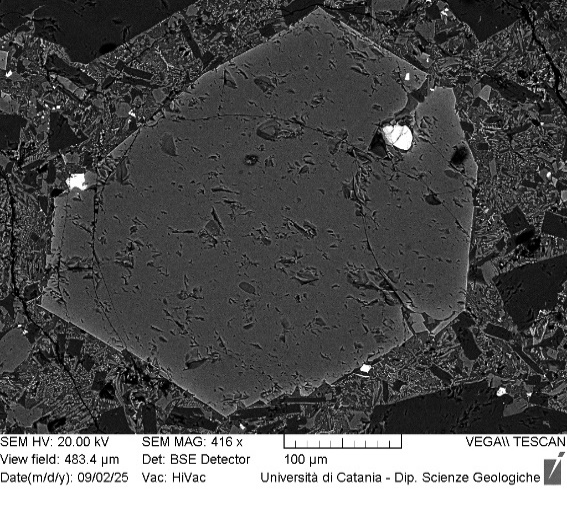 SEM HV: 20.00 kV SEM MAG: 416 x VEGA\\ TESCAN
View field: 483.4 µm Det: BSE Detector 100 µm
Date(m/d/y): 09/02/25 Vac: HiVac Università di Catania - Dip. Scienze Geologiche